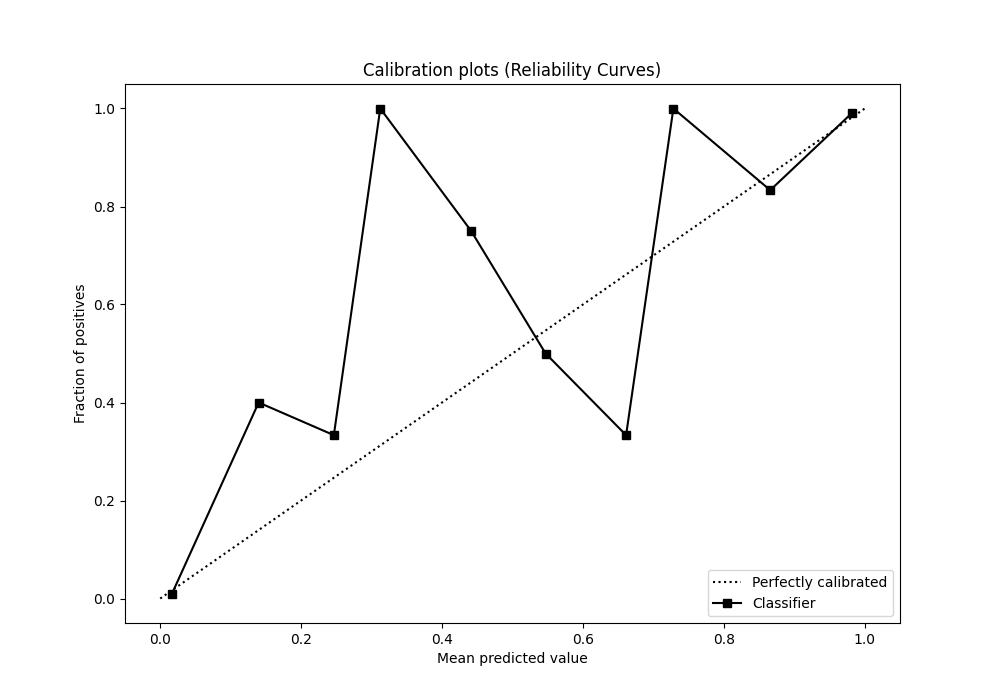 Calibration plots (Reliability Curves)
1.0
0.8
0.6
0.4
0.2
0.0
Fraction of positives
0.0 0.2 0.4 0.6 0.8 1.0
Mean predicted value
Perfectly calibrated
Classifier